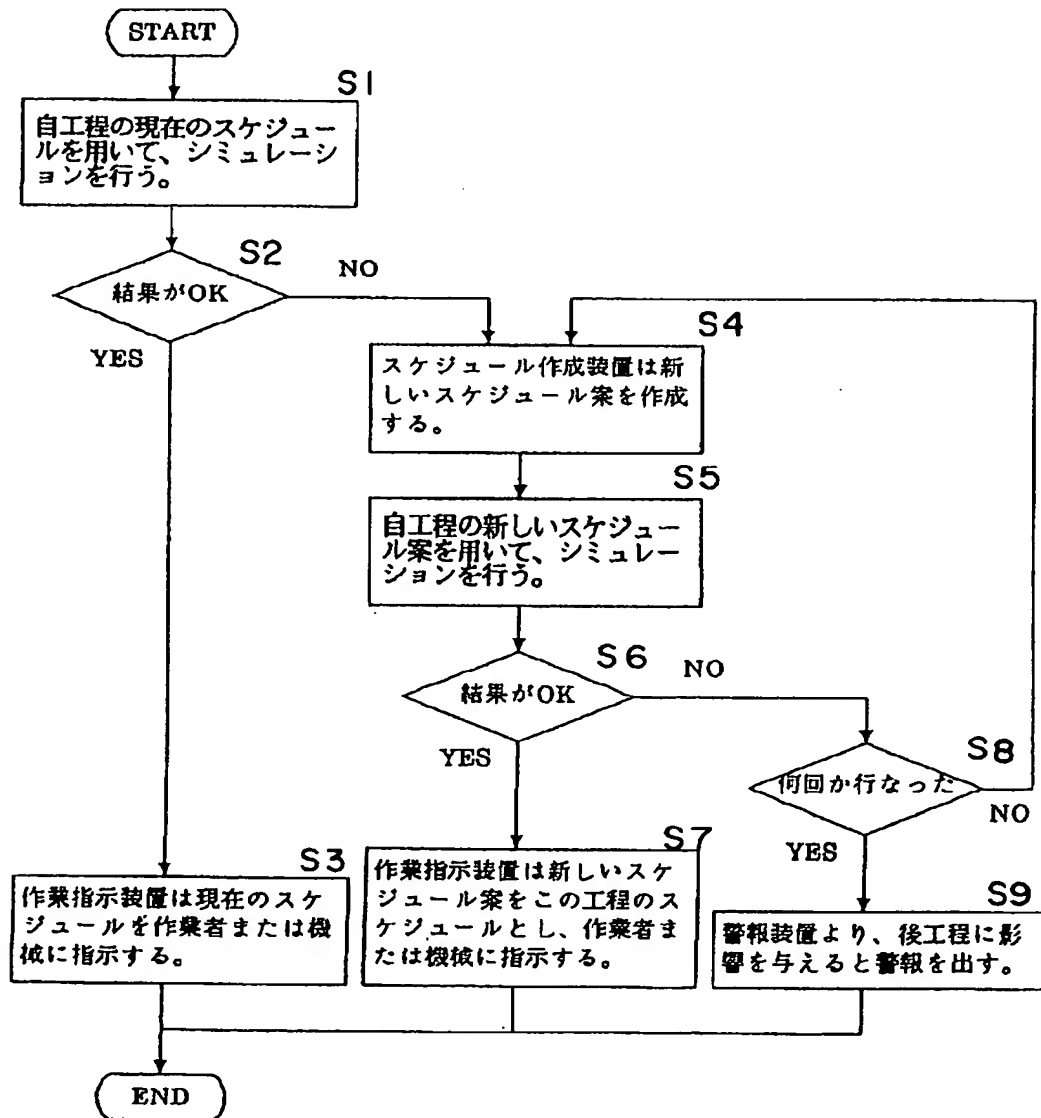 START
S1
自工程の現在のスケジュー
ルを用いて、シミュレーシ
ョンを行う。
S2
結果がOK
NO
YES
S4
スケジュール作成装置は新
しいスケジュール案を作成
する。
S5
自工程の新しいスケジュー
ル案を用いて、シミュレー
ションを行う。
S6
結果がOK
NO
YES
S8
何回か行なった
NO
YES
S3
作業指示装置は現在のスケ
ジュールを作業者または機
械に指示する。
S7
作業指示装置は新しいスケ
ジュール案をこの工程のス
ケジュールとし、作業者ま
たは機械に指示する。
S9
警報装置より、後工程に影
響を与えると警報を出す。
END